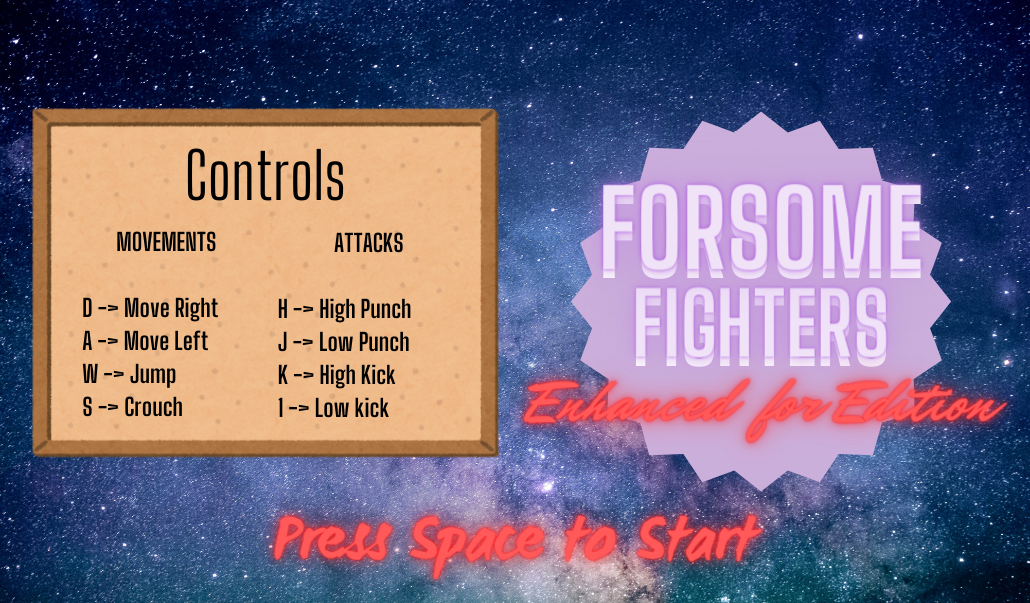 Controls
MOVEMENTS
D --> Move Right
A --> Move Left
W --> Jump
S --> Crouch
ATTACKS
H --> High Punch
J --> Low Punch
K --> High Kick
1 --> Low kick
FORSOME
FIGHTERS
Enhanced for Edition
Press Space to Start